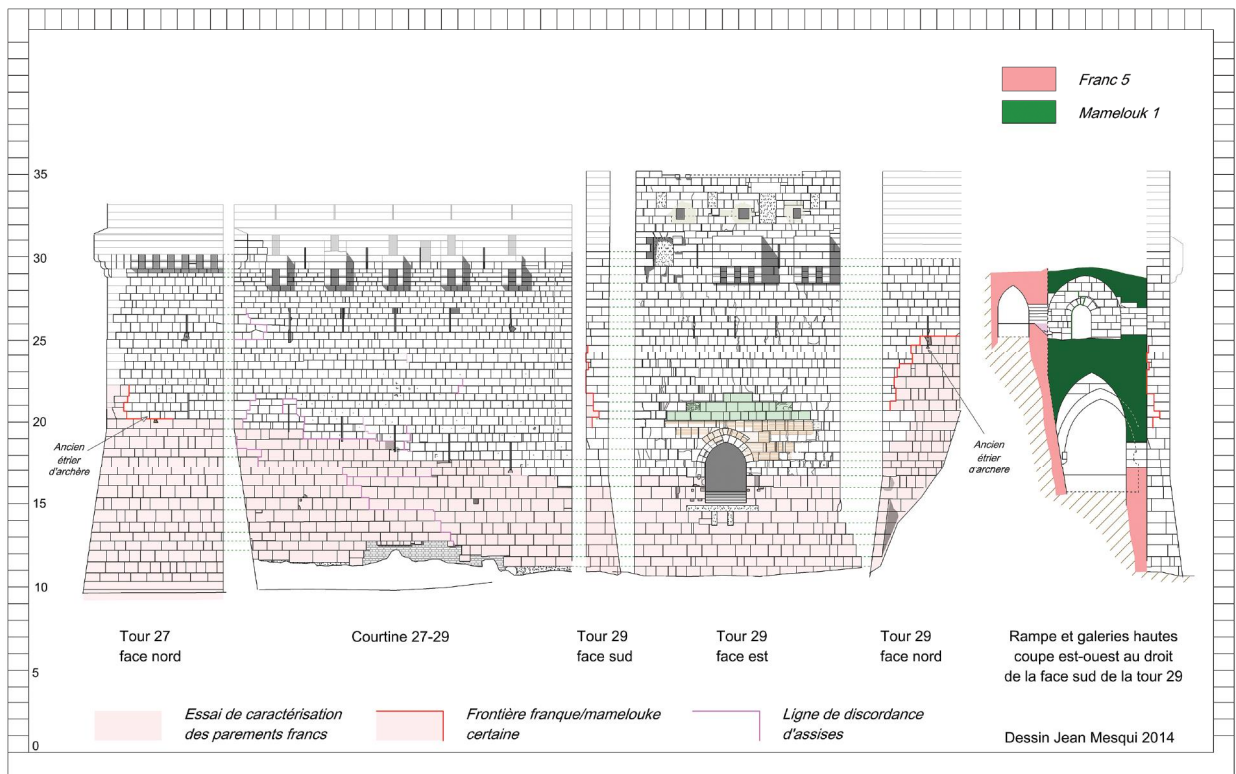 Franc 5
Mamelouk 1
35
30
25
20
15
10
5
0
Ancien
étrier
d'archère
Ancien
étrier
d'arcnere
Tour 27
face nord
Courtine 27-29
Tour 29
face sud
Tour 29
face est
Tour 29
face nord
Rampe et galeries hautes
coupe est-ouest au droit
de la face sud de la tour 29
Essai de caractérisation
des parements francs
Frontière franque/mamelouke
certaine
Ligne de discordance
d'assises
Dessin Jean Mesqui 2014